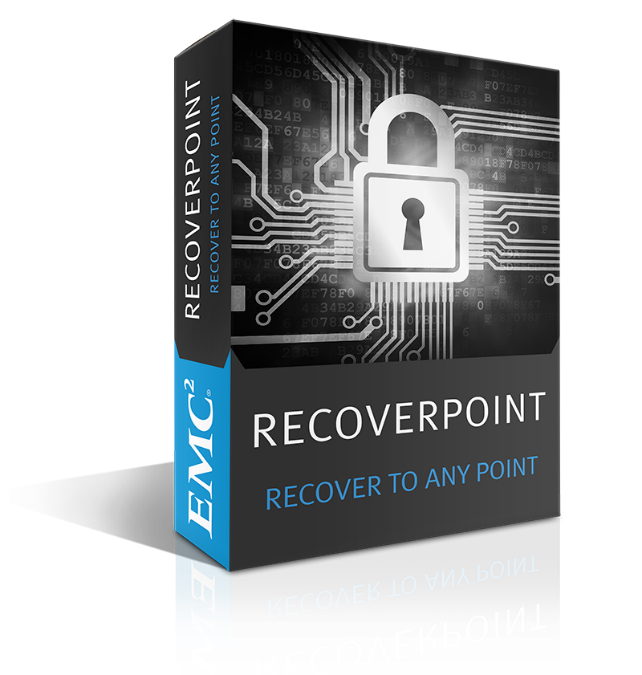 RECOVERPOINT
RECOVER TO ANY POINT
EMC²®
RECOVERPOINT
RECOVER TO ANY POINT